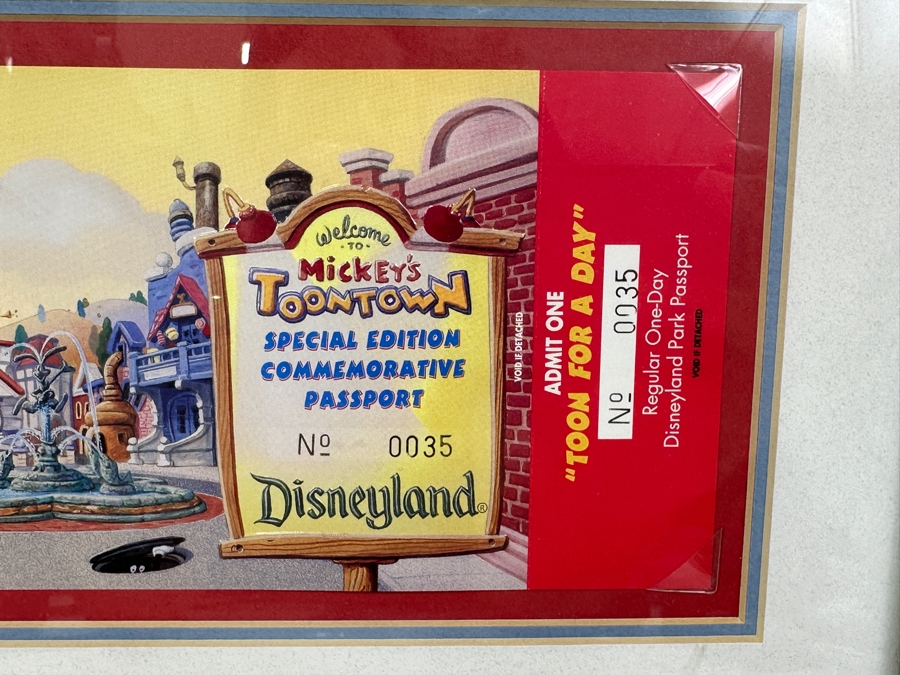 Welcome
-TO-
MICKEY'S
TOONTOWN
SPECIAL EDITION
COMMEMORATIVE
PASSPORT
Nº 0035
Disneyland®
VOID IF DETACHED
ADMIT ONE
"TOON FOR A DAY"
Nº 0035
Regular One-Day
Disneyland Park Passport
VOID IF DETACHED